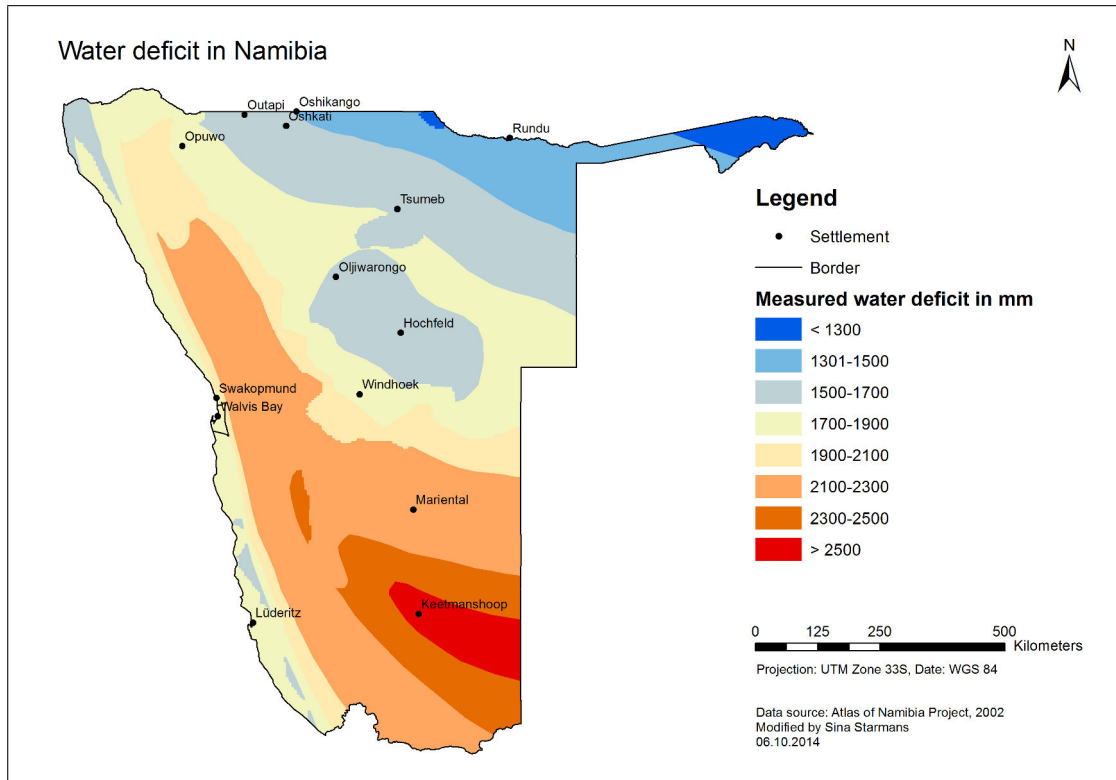 Water deficit in Namibia
N
Outapi
Oshikango
Oshkati
Opuwo
Rundu
Tsumeb
Oljiwarongo
Hochfeld
Windhoek
Swakopmund
Walvis Bay
Mariental
Keetmanshoop
Lüderitz
Legend
Settlement
Border
Measured water deficit in mm
< 1300
1301-1500
1500-1700
1700-1900
1900-2100
2100-2300
2300-2500
> 2500
0 125 250 500
Kilometers
Projection: UTM Zone 33S, Date: WGS 84
Data source: Atlas of Namibia Project, 2002
Modified by Sina Starmans
06.10.2014